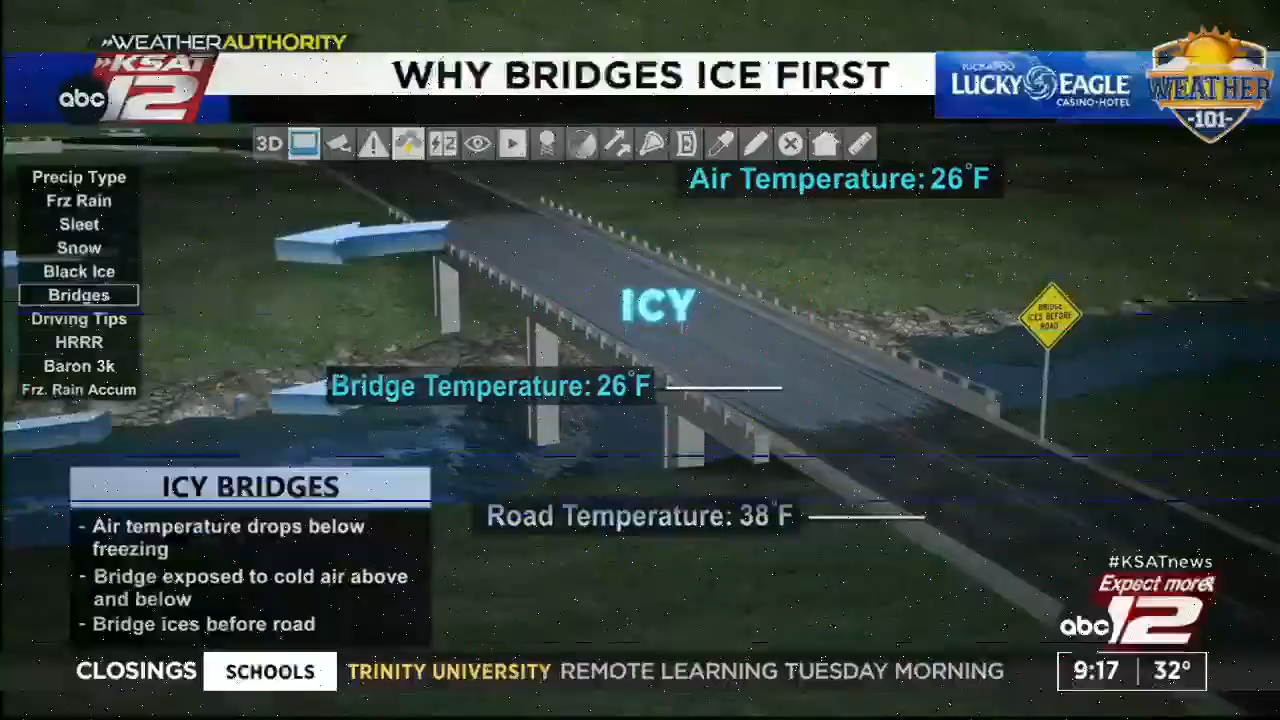 »WEATHERAUTHORITY
»KSAT
abc 12
WHY BRIDGES ICE FIRST
KICKAPOO
LUCKY EAGLE
CASINO·HOTEL
WEATHER
-101-
3D
Air Temperature: 26°F
Precip Type
Frz Rain
Sleet
Snow
Black Ice
Bridges
Driving Tips
HRRR
Baron 3k
Frz. Rain Accum
ICY
BRIDGE
ICES BEFORE
ROAD
Bridge Temperature: 26°F
Road Temperature: 38°F
ICY BRIDGES
- Air temperature drops below
freezing
- Bridge exposed to cold air above
and below
- Bridge ices before road
#KSATnews
Expect more
abc 12
CLOSINGS SCHOOLS TRINITY UNIVERSITY REMOTE LEARNING TUESDAY MORNING
9:17 32°